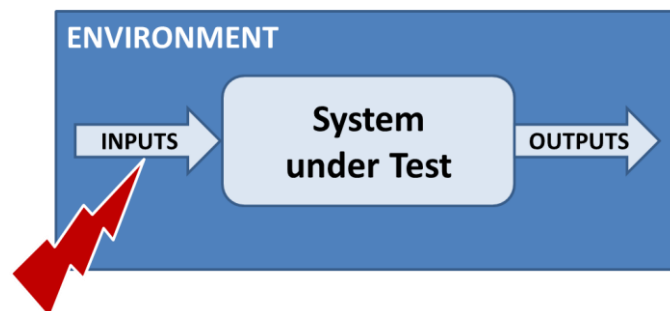 ENVIRONMENT
INPUTS
System
under Test
OUTPUTS